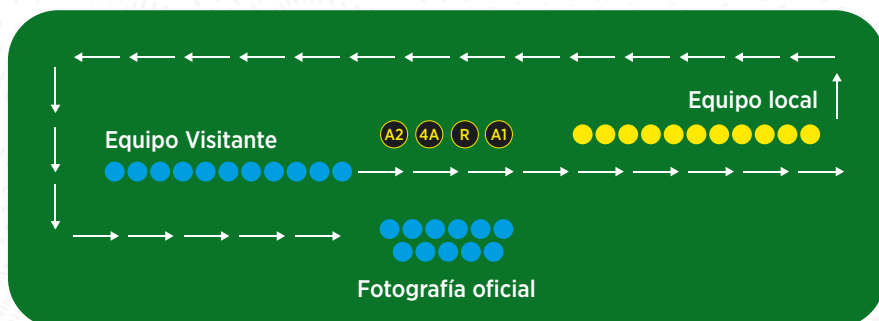 Equipo local
A2 4A R A1
Equipo Visitante
Fotografía oficial